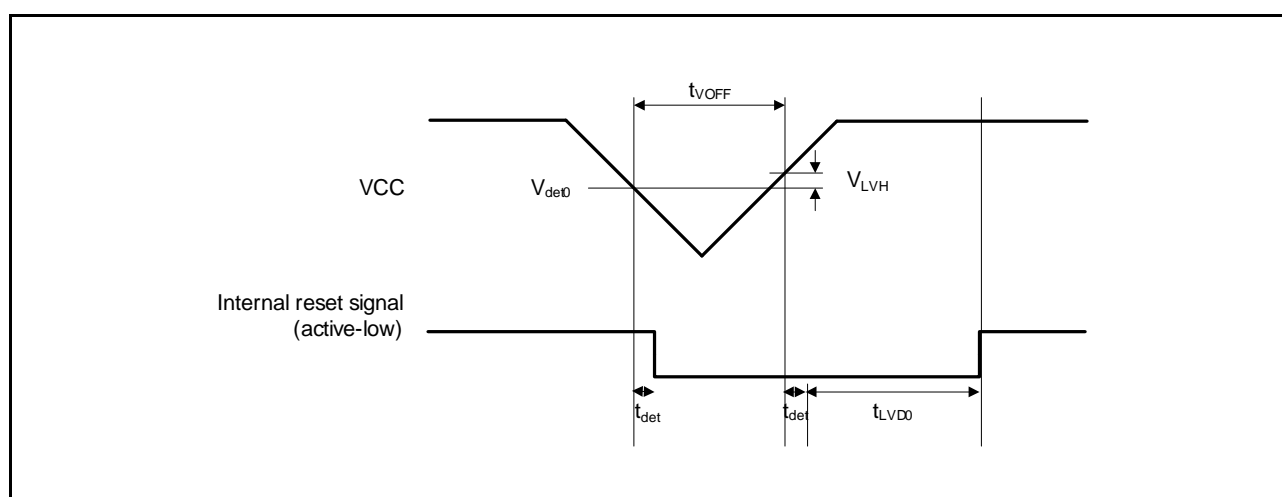 tVOFF
VCC
Vdet0
VLVH
Internal reset signal
(active-low)
tdet
tdet
tLVD0